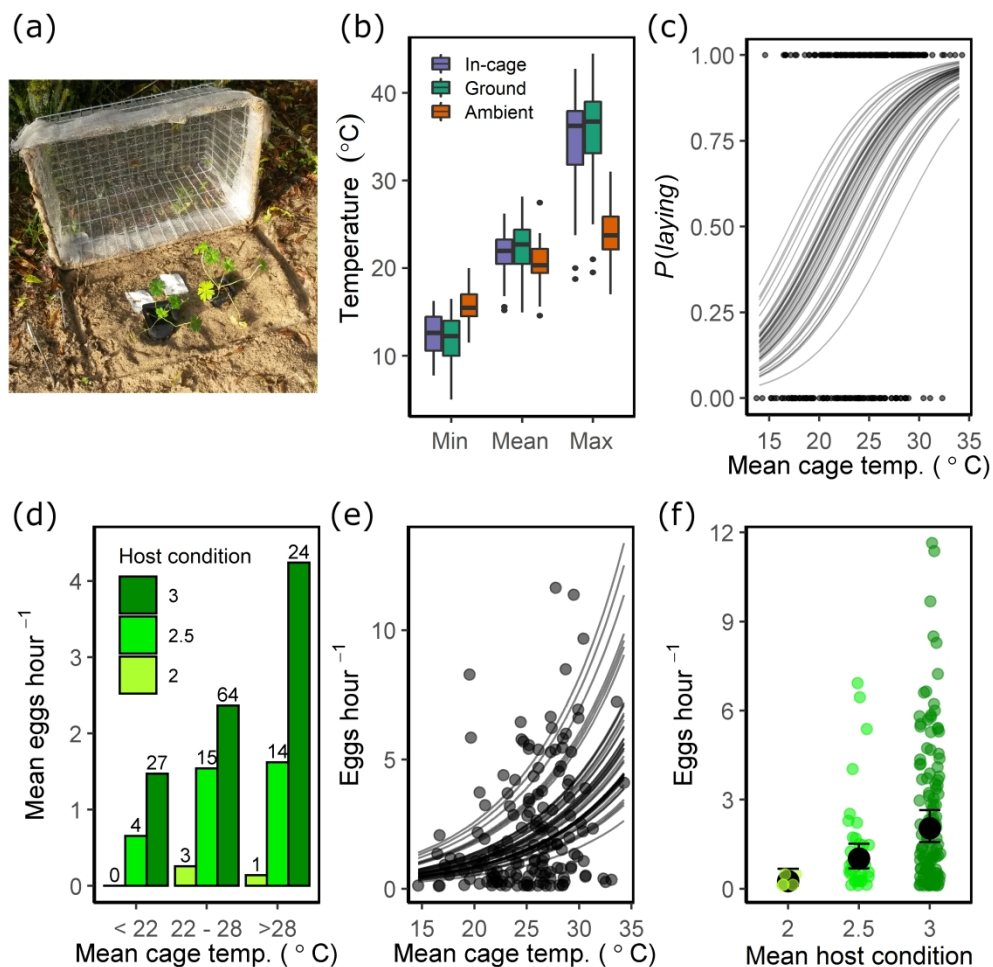 (a)
(b)
Temperature (°C)
40
30
20
10
In-cage
Ground
Ambient
Min Mean Max
(c)
P(laying)
1.00
0.75
0.50
0.25
0.00
15 20 25 30 35
Mean cage temp. (°C)
(d)
Mean eggs hour⁻¹
4
3
2
1
0
Host condition
3
2.5
2
0 4 27 3 15 64 1 14 24
< 22 22 - 28 >28
Mean cage temp. (°C)
(e)
Eggs hour⁻¹
10
5
0
15 20 25 30 35
Mean cage temp. (°C)
(f)
Eggs hour⁻¹
12
9
6
3
0
2 2.5 3
Mean host condition